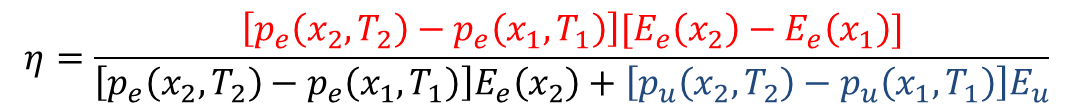 η = [p_e(x_2, T_2) − p_e(x_1, T_1)][E_e(x_2) − E_e(x_1)] / [p_e(x_2, T_2) − p_e(x_1, T_1)]E_e(x_2) + [p_u(x_2, T_2) − p_u(x_1, T_1)]E_u